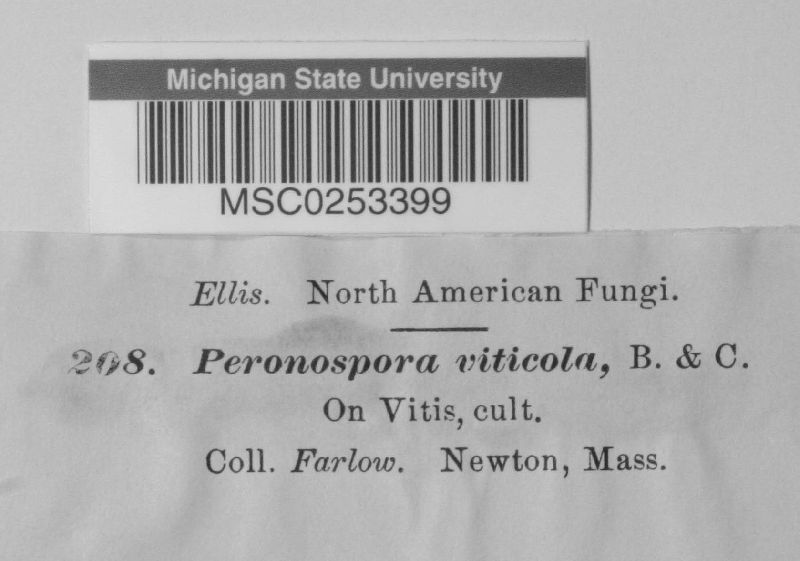 Michigan State University
MSC0253399
Ellis. North American Fungi.
208. Peronospora viticola, B. & C.
On Vitis, cult.
Coll. Farlow. Newton, Mass.